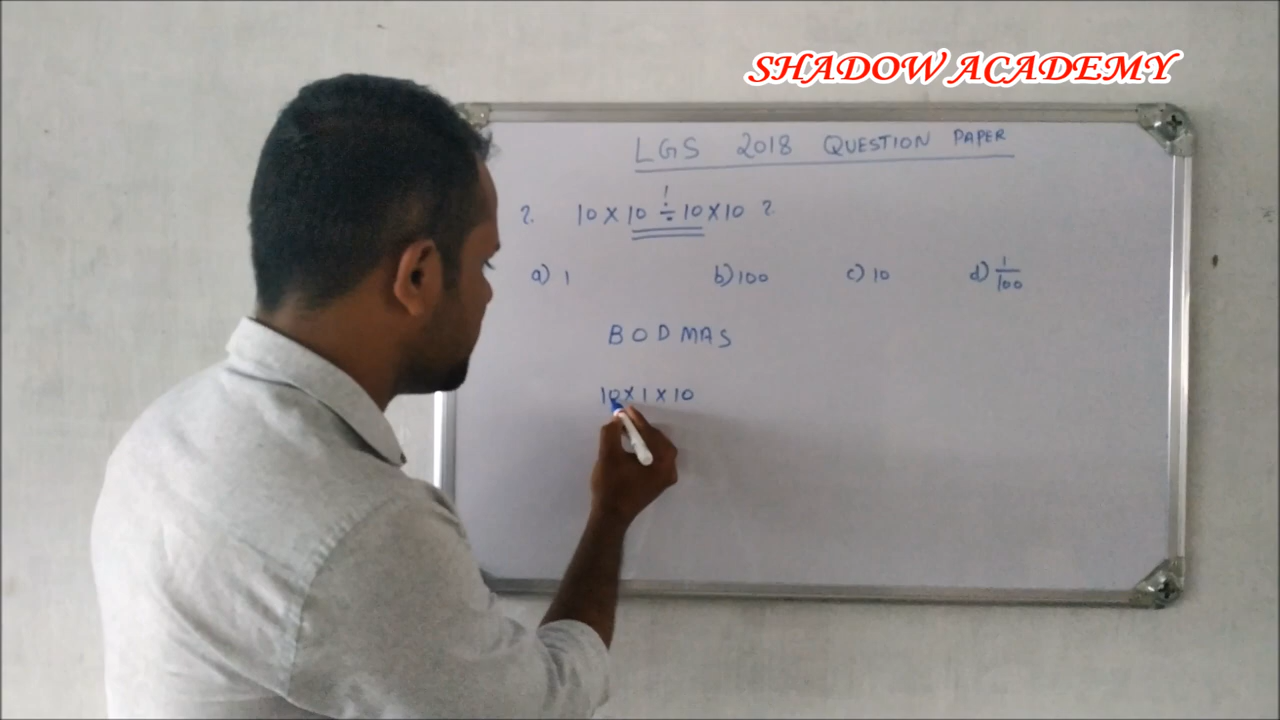 SHADOW ACADEMY
LGS 2018 QUESTION PAPER
1
2. 10 × 10 ÷ 10 × 10 ?
a) 1 b) 100 c) 10 d) 1/100
BODMAS
10 × 1 × 10